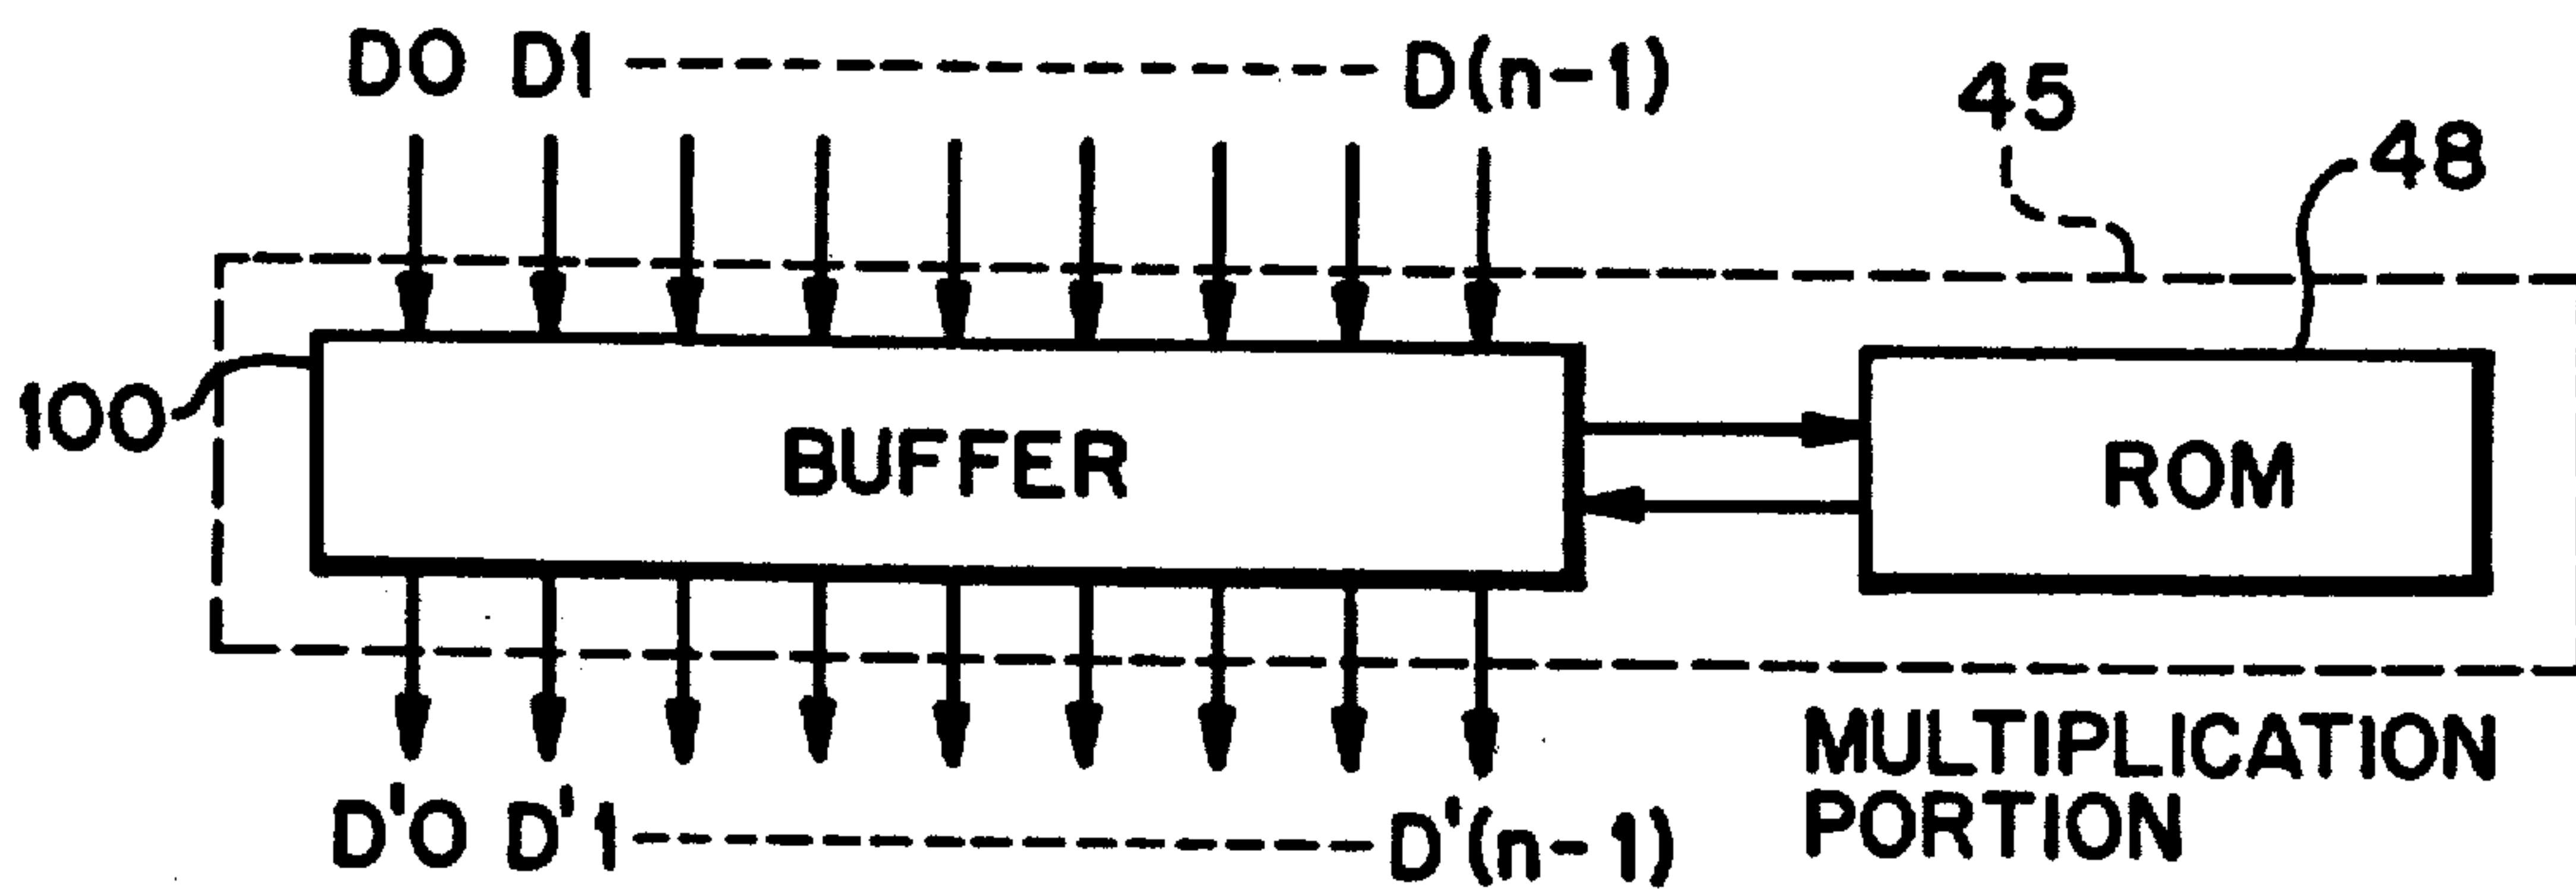 D0 D1 D(n-1)
45
48
100
BUFFER
ROM
D'0 D'1 D'(n-1)
MULTIPLICATION
PORTION